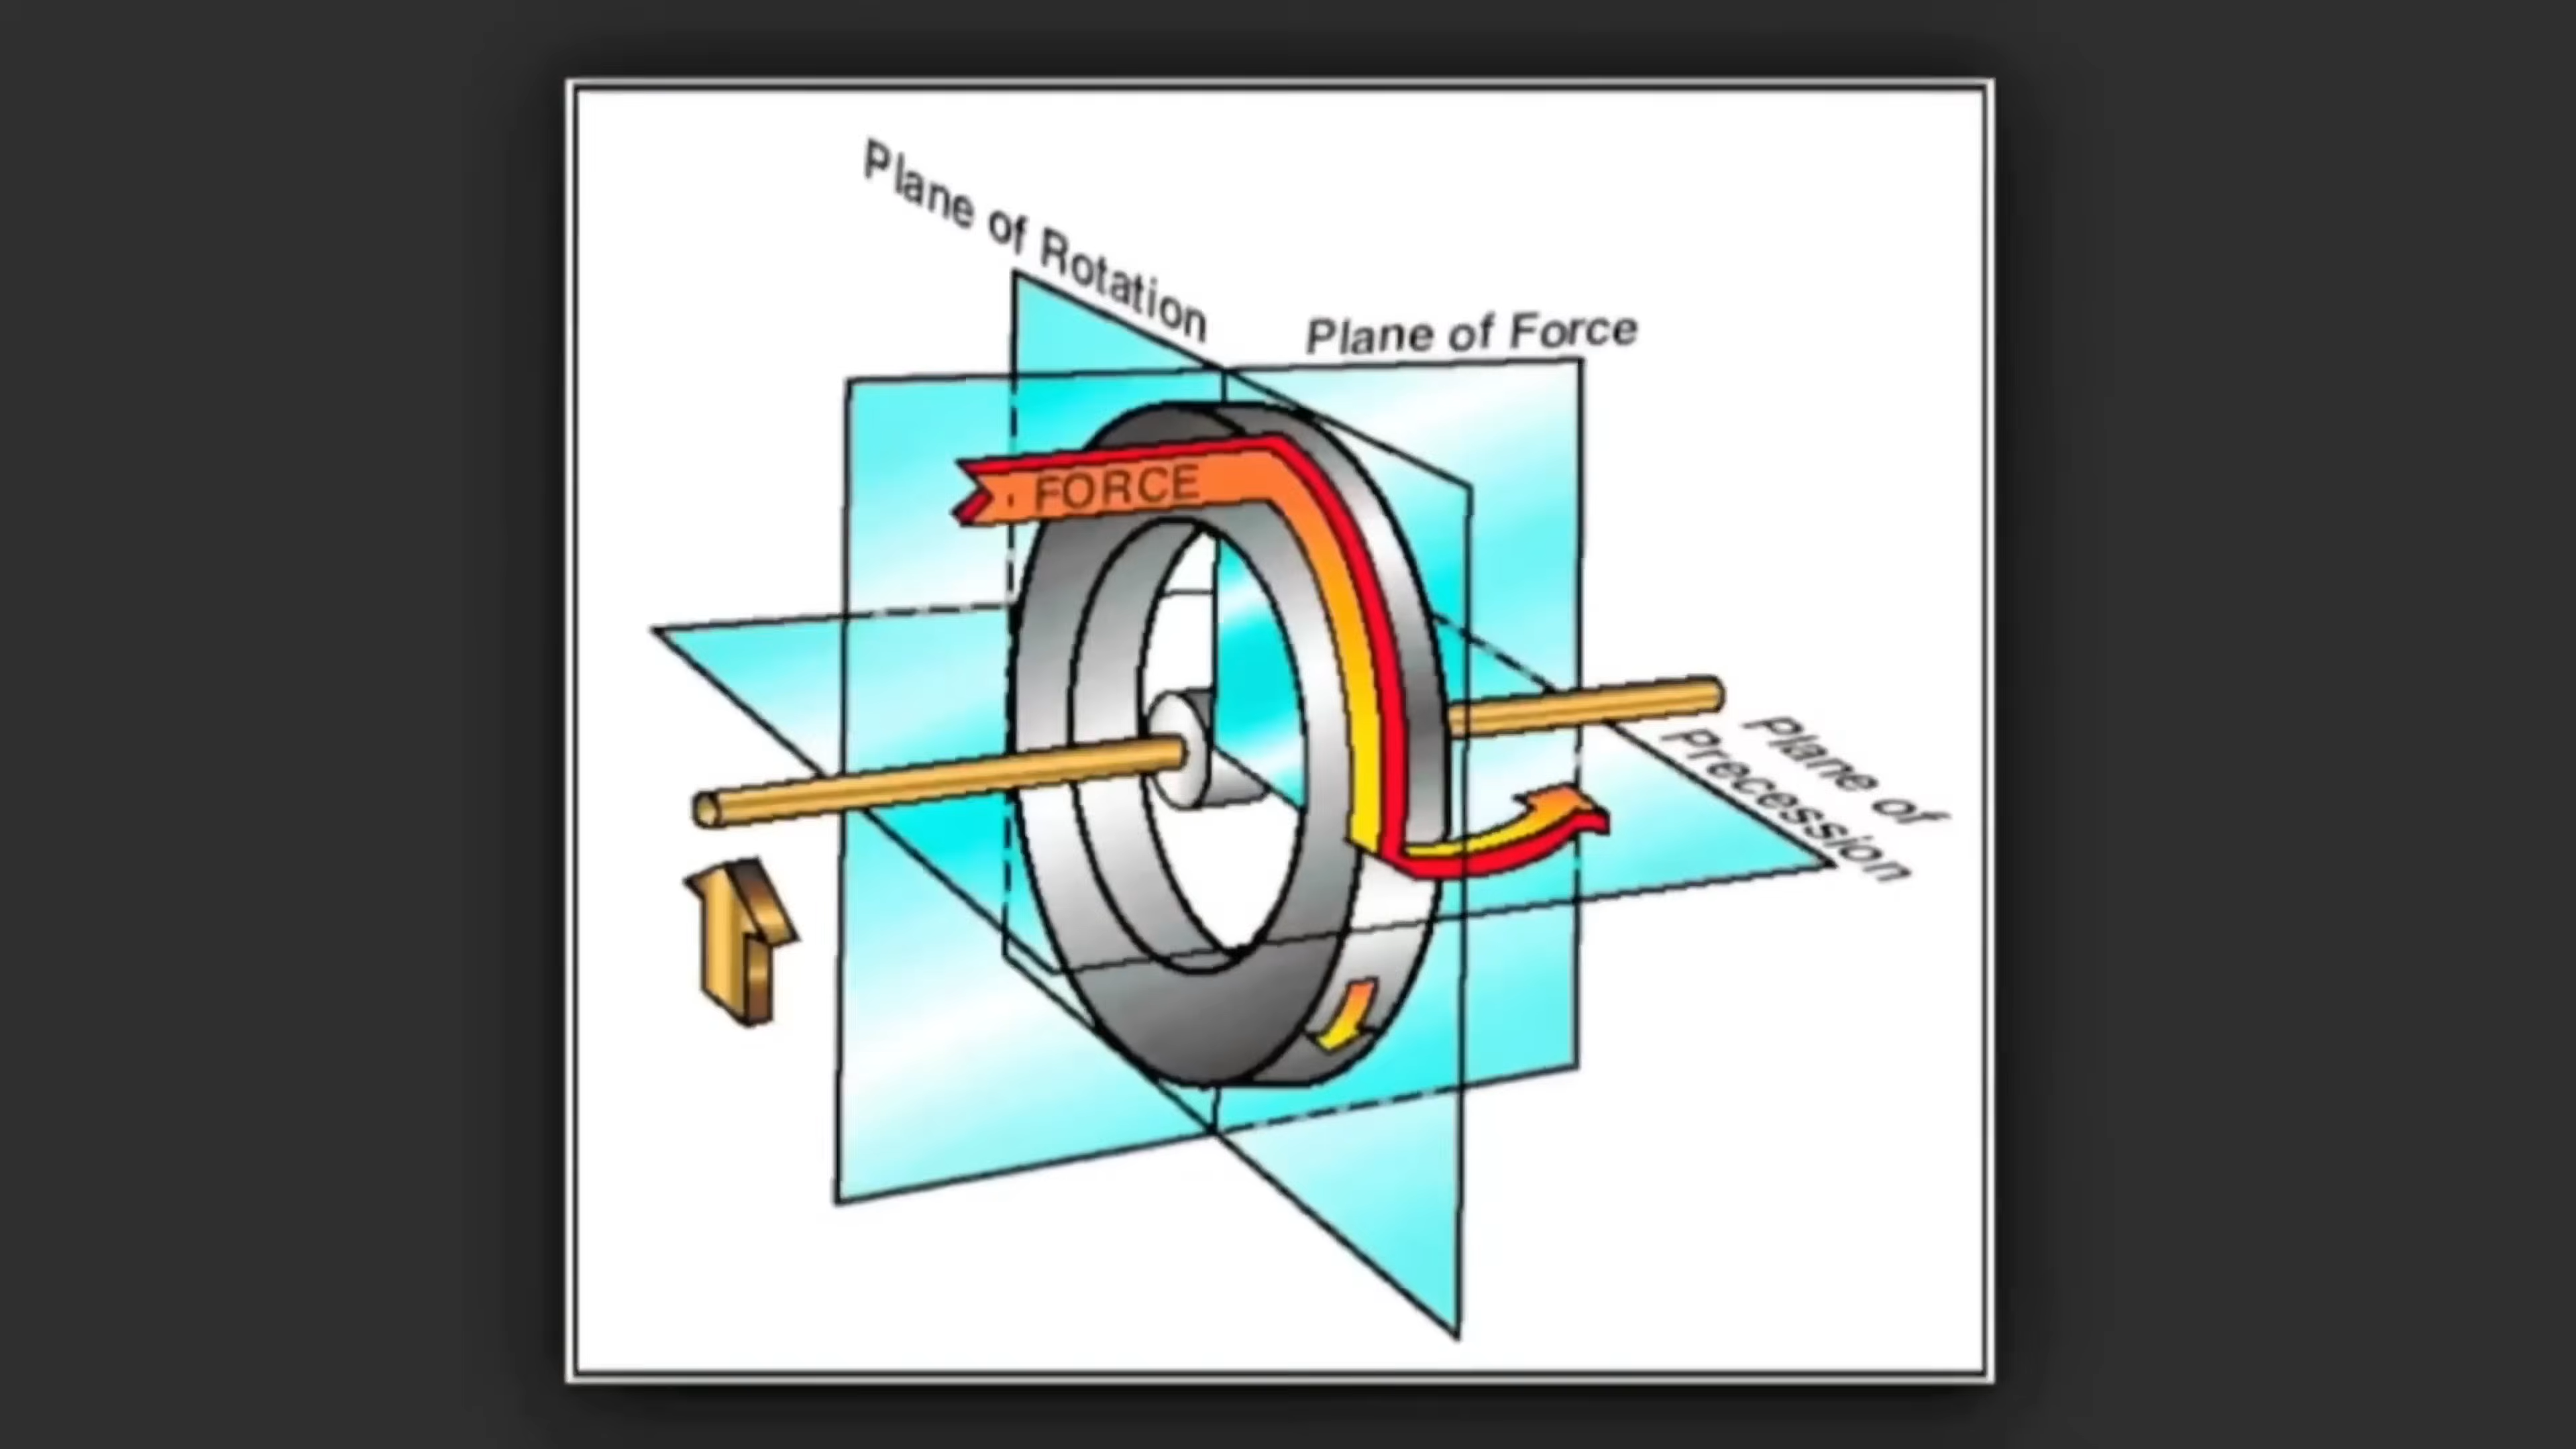 Plane of Rotation
Plane of Force
FORCE
Plane of
Precession